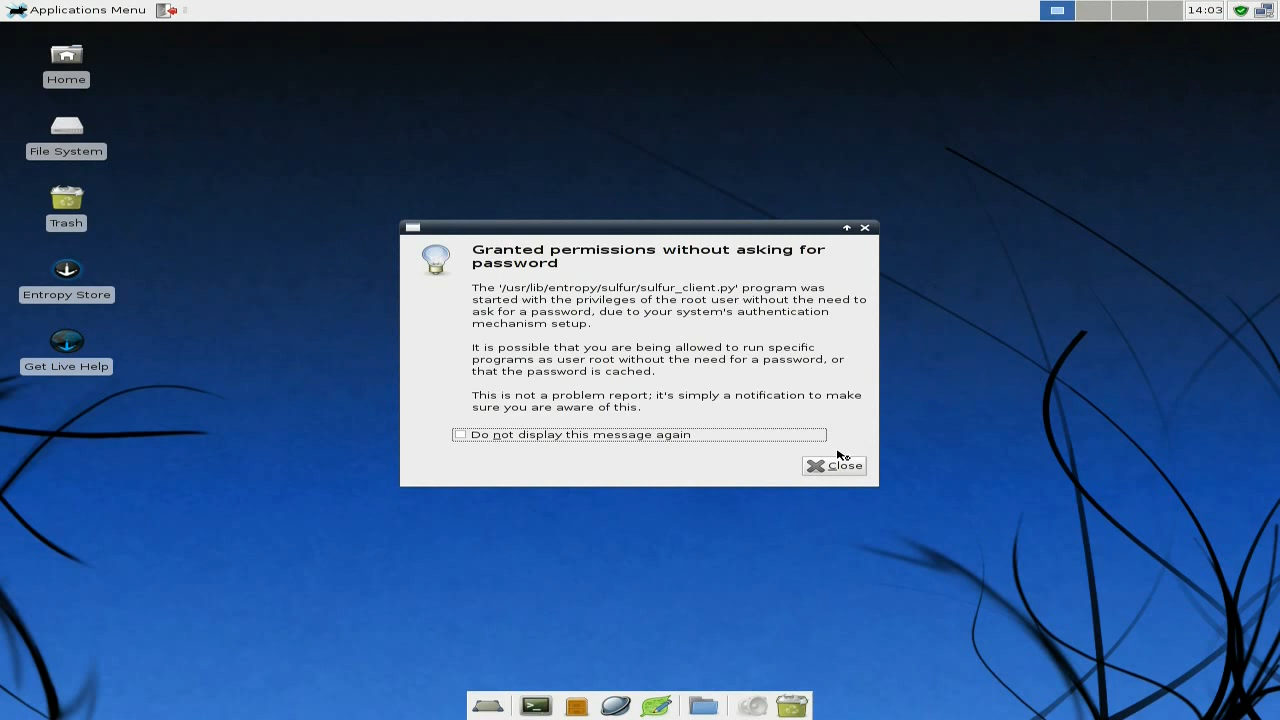 Applications Menu
14:03
Home
File System
Trash
Entropy Store
Get Live Help
Granted permissions without asking for
password
The '/usr/lib/entropy/sulfur/sulfur_client.py' program was
started with the privileges of the root user without the need to
ask for a password, due to your system's authentication
mechanism setup.
It is possible that you are being allowed to run specific
programs as user root without the need for a password, or
that the password is cached.
This is not a problem report; it's simply a notification to make
sure you are aware of this.
Do not display this message again
Close